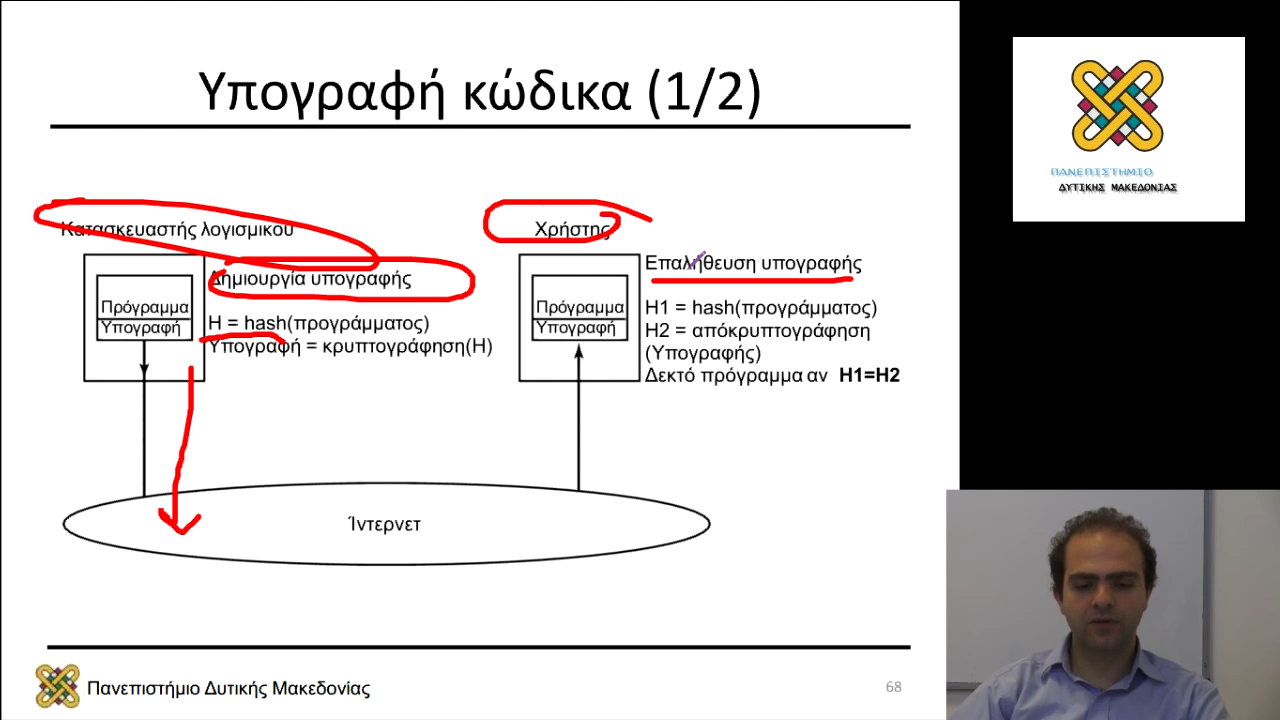 Υπογραφή κώδικα (1/2)
ΠΑΝΕΠΙΣΤΗΜΙΟ
ΔΥΤΙΚΗΣ ΜΑΚΕΔΟΝΙΑΣ
Κατασκευαστής λογισμικού
Δημιουργία υπογραφής
Πρόγραμμα
Υπογραφή
H = hash(προγράμματος)
Υπογραφή = κρυπτογράφηση(H)
Χρήστης
Επαλήθευση υπογραφής
Πρόγραμμα
Υπογραφή
H1 = hash(προγράμματος)
H2 = απόκρυπτογράφηση
(Υπογραφής)
Δεκτό πρόγραμμα αν H1=H2
Ίντερνετ
Πανεπιστήμιο Δυτικής Μακεδονίας
68